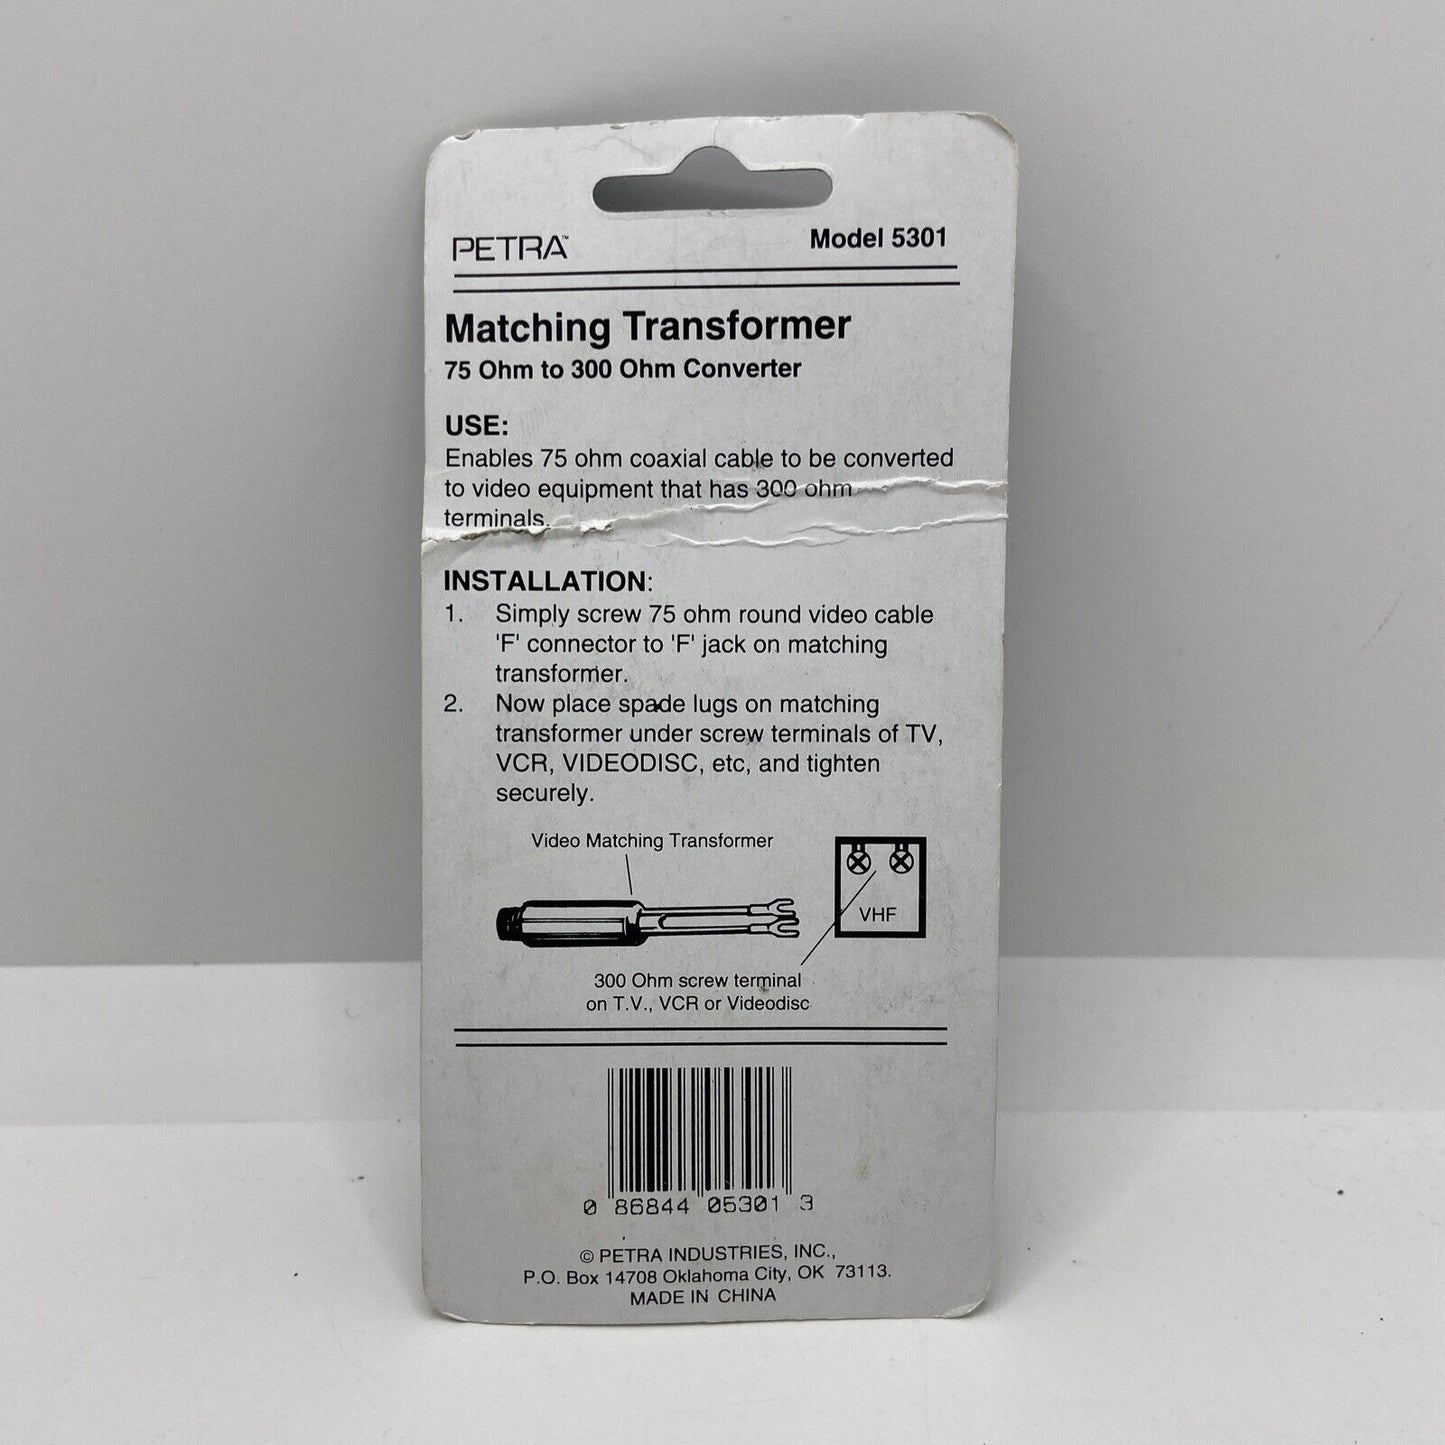 PETRA™ Model 5301
Matching Transformer
75 Ohm to 300 Ohm Converter
USE:
Enables 75 ohm coaxial cable to be converted
to video equipment that has 300 ohm
terminals.
INSTALLATION:
1. Simply screw 75 ohm round video cable
'F' connector to 'F' jack on matching
transformer.
2. Now place spade lugs on matching
transformer under screw terminals of TV,
VCR, VIDEODISC, etc, and tighten
securely.
Video Matching Transformer
VHF
300 Ohm screw terminal
on T.V., VCR or Videodisc
0 86844 05301 3
© PETRA INDUSTRIES, INC.,
P.O. Box 14708 Oklahoma City, OK 73113.
MADE IN CHINA